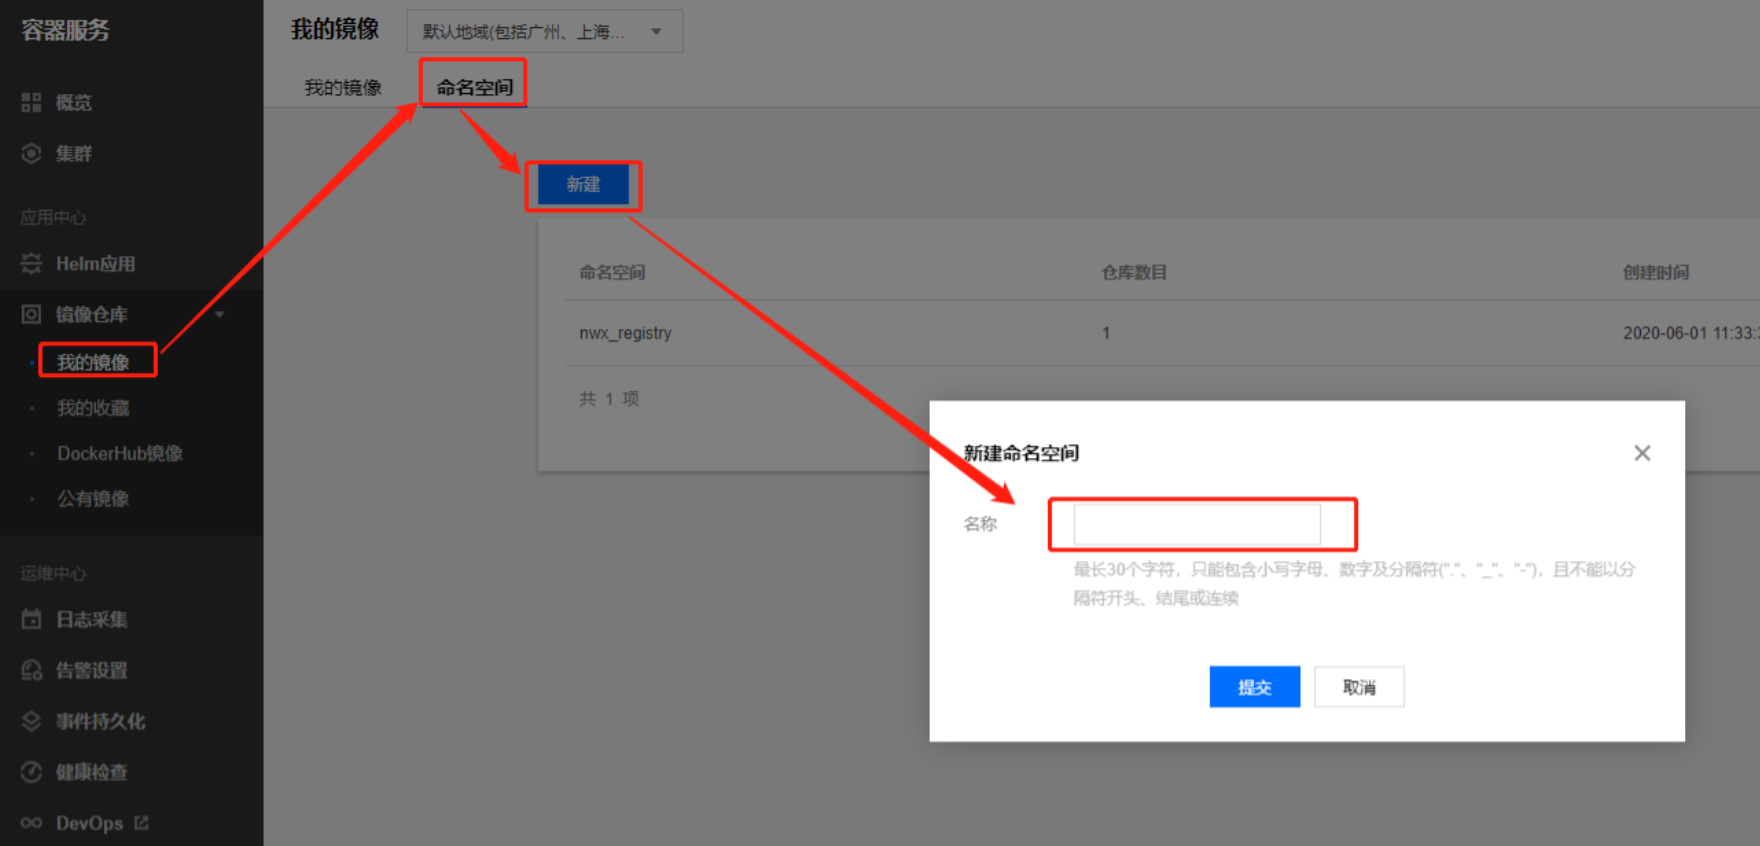 容器服务
概览
集群
应用中心
Helm应用
镜像仓库
我的镜像
我的收藏
DockerHub镜像
公有镜像
运维中心
日志采集
告警设置
事件持久化
健康检查
DevOps
我的镜像
默认地域(包括广州、上海...
我的镜像 命名空间
新建
命名空间 仓库数目 创建时间
nwx_registry 1 2020-06-01 11:33:
共 1 项
新建命名空间
名称
最长30个字符，只能包含小写字母、数字及分隔符("."、"_"、"-")，且不能以分
隔符开头、结尾或连续
提交 取消